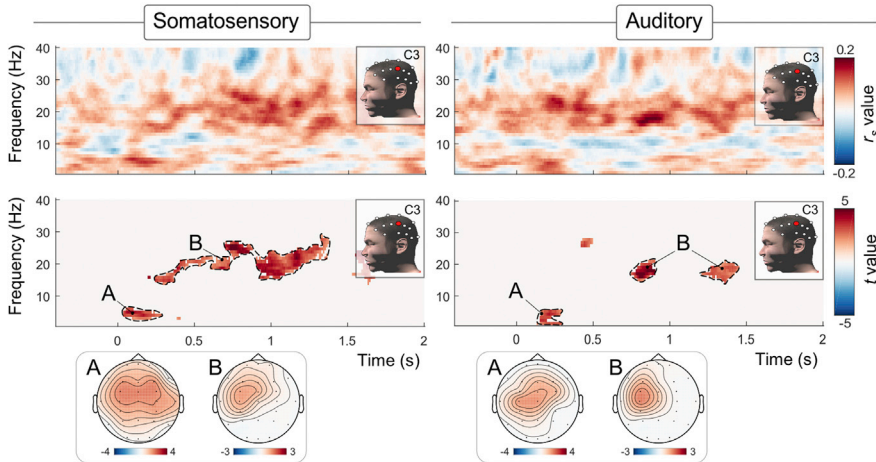 Somatosensory
Auditory
Frequency (Hz)
40
30
20
10
C3
40
30
20
10
C3
0.2
-0.2
rs value
Frequency (Hz)
40
30
20
10
A
B
C3
0
0.5
1
1.5
2
Time (s)
40
30
20
10
A
B
C3
0
0.5
1
1.5
2
Time (s)
5
-5
t value
A
B
-4
4
-3
3
A
B
-4
4
-3
3